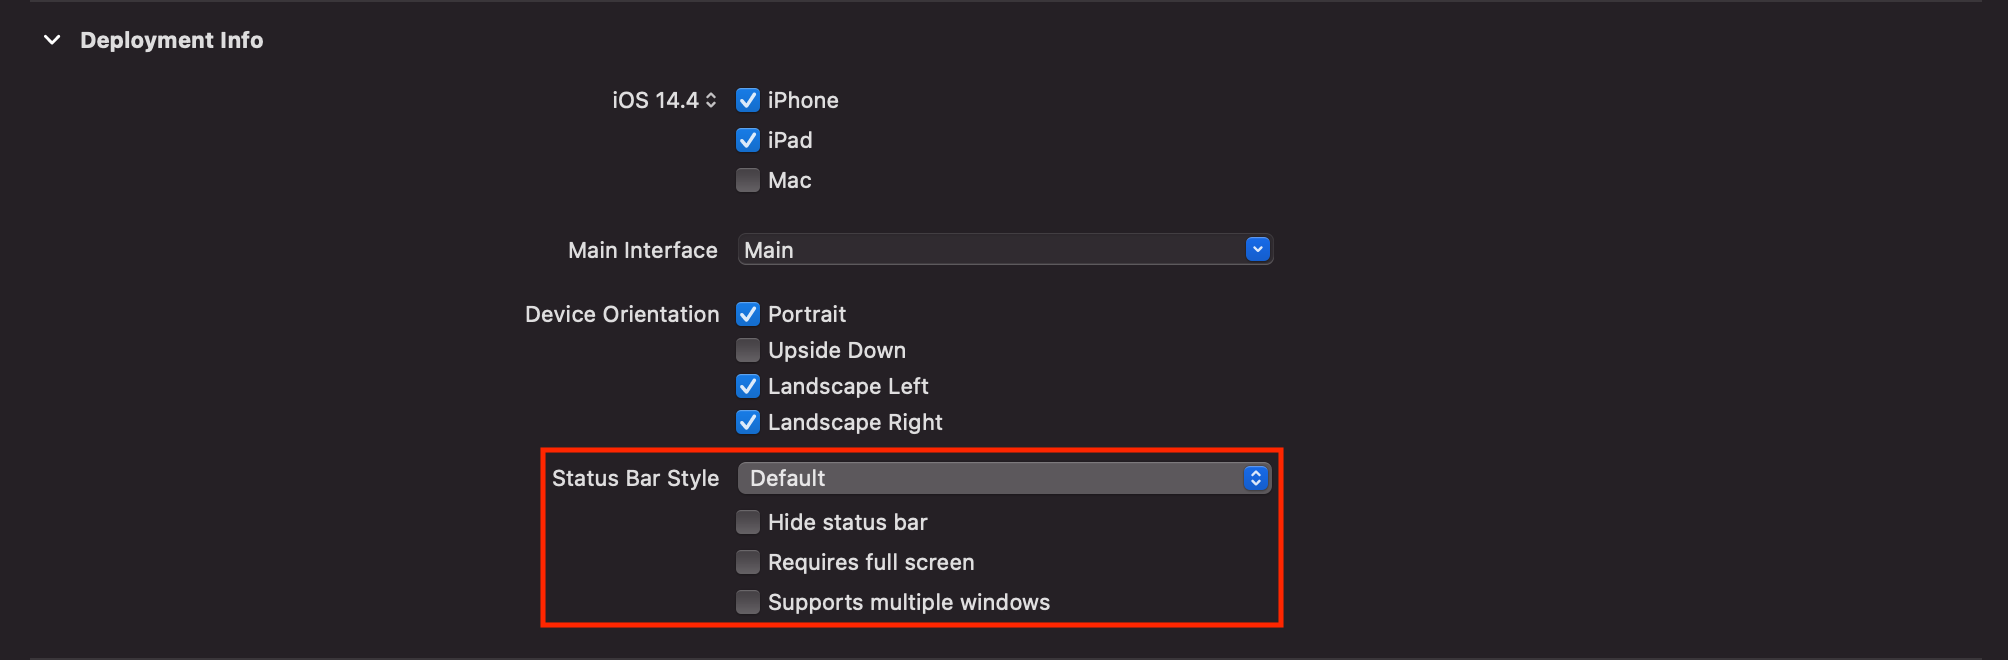 Deployment Info
iOS 14.4 iPhone
iPad
Mac
Main Interface Main
Device Orientation Portrait
Upside Down
Landscape Left
Landscape Right
Status Bar Style Default
Hide status bar
Requires full screen
Supports multiple windows